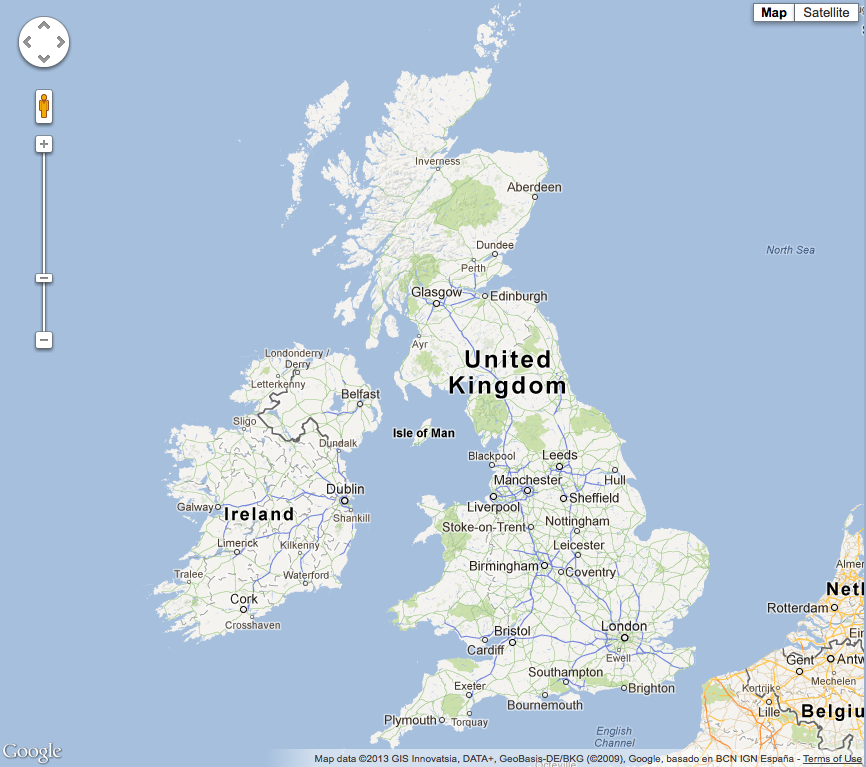 Map
Satellite
Inverness
Aberdeen
Dundee
Perth
North Sea
Glasgow
Edinburgh
Ayr
United
Kingdom
Londonderry /
Derry
Letterkenny
Belfast
Sligo
Isle of Man
Dundalk
Blackpool
Leeds
Manchester
Hull
Dublin
Liverpool
Sheffield
Galway
Ireland
Shankill
Stoke-on-Trent
Nottingham
Limerick
Kilkenny
Leicester
Birmingham
Coventry
Tralee
Waterford
Almer
Netl
Cork
Rotterdam
Crosshaven
London
Bristol
Ein
Cardiff
Ewell
Gent
Antw
Southampton
Mechelen
Exeter
Brighton
Kortrijk
Bournemouth
Lille
Belgiu
Plymouth
Torquay
English
Channel
Google
Map data ©2013 GIS Innovatsia, DATA+, GeoBasis-DE/BKG (©2009), Google, basado en BCN IGN España - Terms of Use